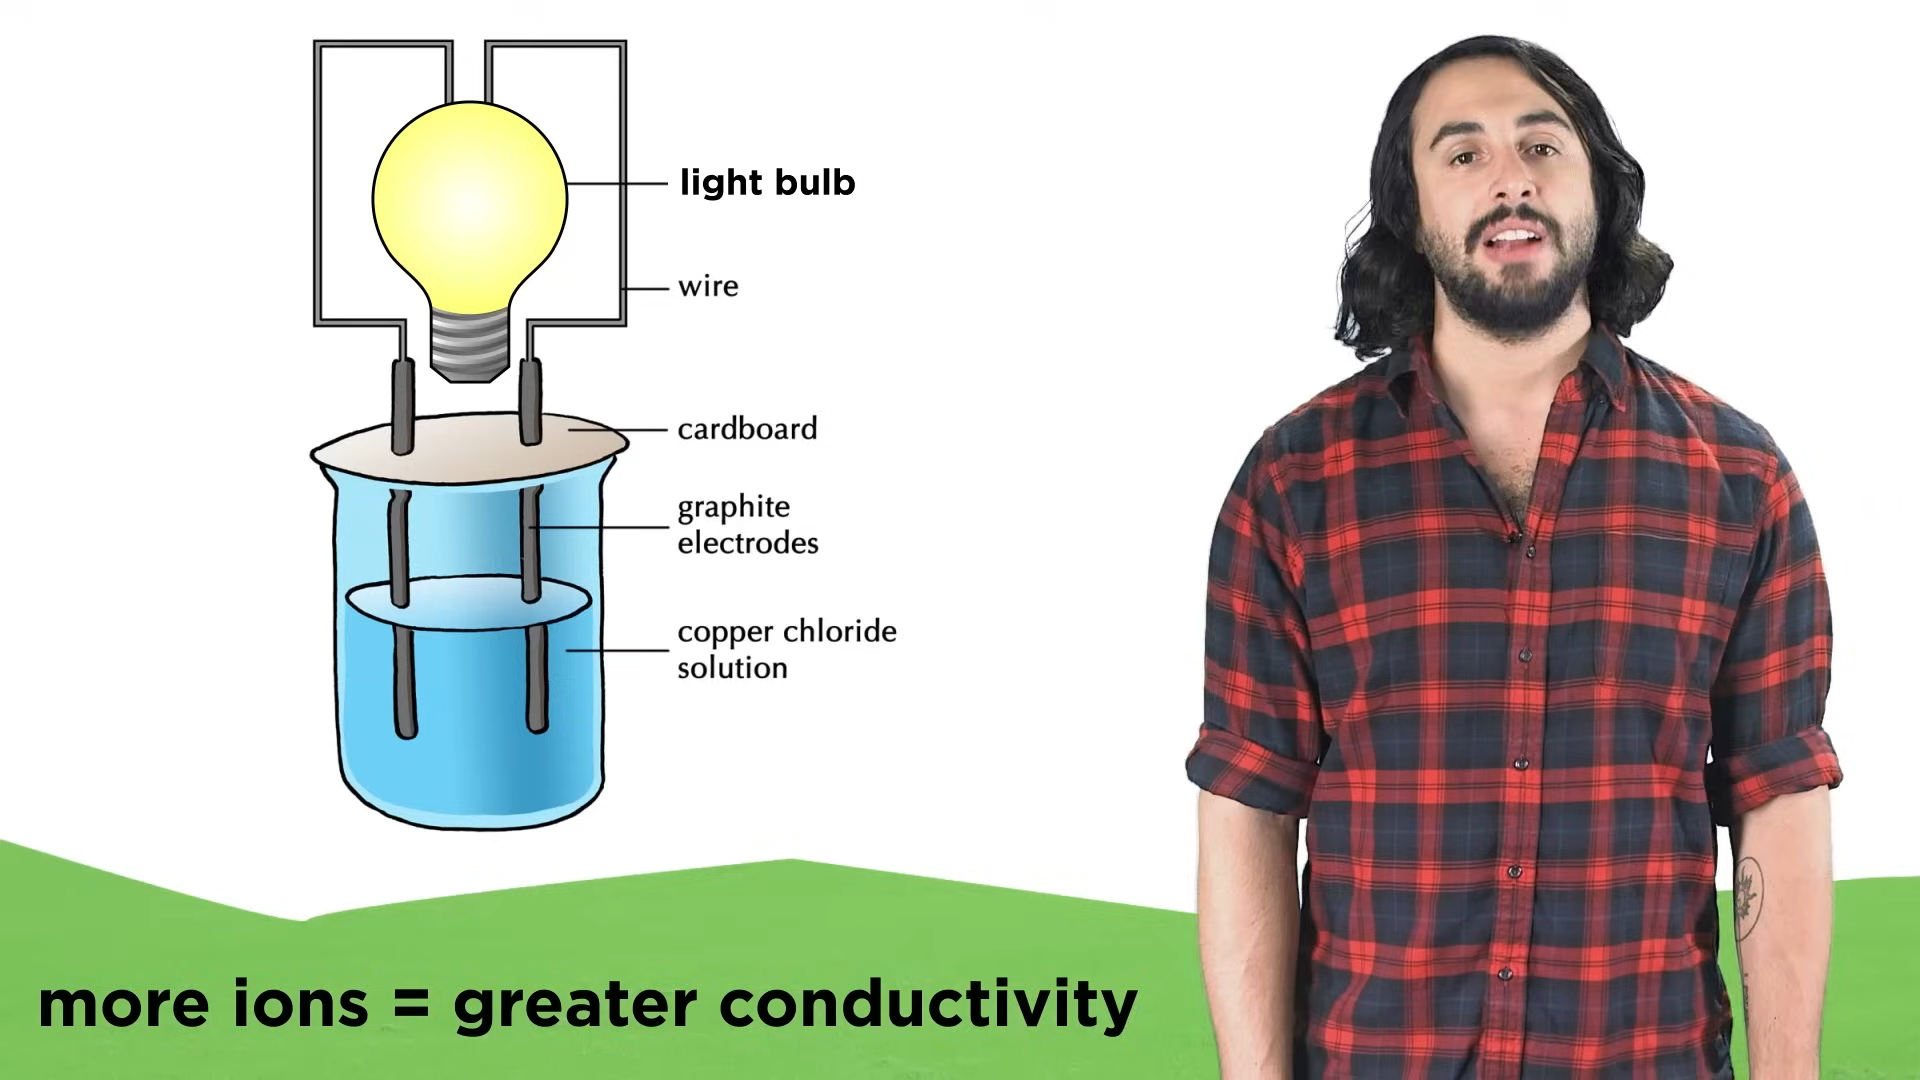 light bulb
wire
cardboard
graphite
electrodes
copper chloride
solution
more ions = greater conductivity